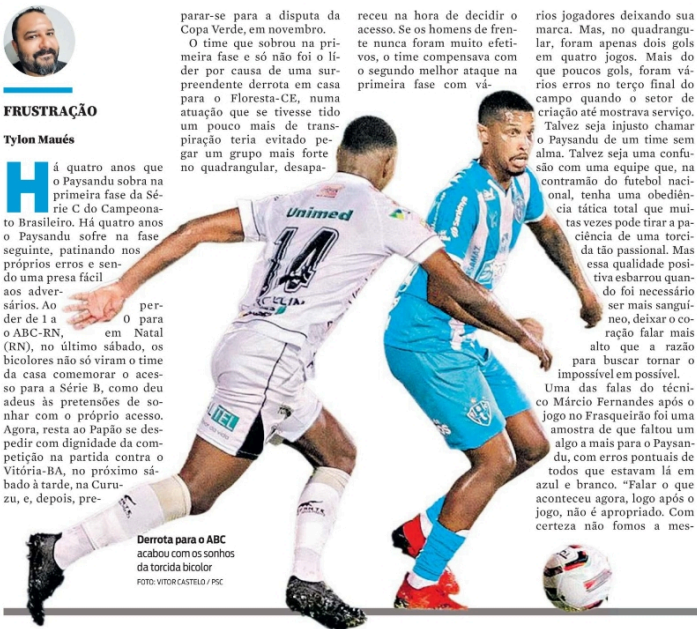 FRUSTRAÇÃO
Tylon Maués
Há quatro anos que
o Paysandu sobra na
primeira fase da Sé-
rie C do Campeona-
to Brasileiro. Há quatro anos
o Paysandu sofre na fase
seguinte, patinando nos
próprios erros e sen-
do uma presa fácil
aos adver-
sários. Ao per-
der de 1 a 0 para
o ABC-RN, em Natal
(RN), no último sábado, os
bicolores não só viram o time
da casa comemorar o aces-
so para a Série B, como deu
adeus às pretensões de so-
nhar com o próprio acesso.
Agora, resta ao Papão se des-
pedir com dignidade da com-
petição na partida contra o
Vitória-BA, no próximo sá-
bado à tarde, na Curu-
zu, e, depois, pre-
parar-se para a disputa da
Copa Verde, em novembro.
O time que sobrou na pri-
meira fase e só não foi o lí-
der por causa de uma sur-
preendente derrota em casa
para o Floresta-CE, numa
atuação que se tivesse tido
um pouco mais de trans-
piração teria evitado pe-
gar um grupo mais forte
no quadrangular, desapa-
receu na hora de decidir o
acesso. Se os homens de fren-
te nunca foram muito efeti-
vos, o time compensava com
o segundo melhor ataque na
primeira fase com vá-
rios jogadores deixando sua
marca. Mas, no quadrangu-
lar, foram apenas dois gols
em quatro jogos. Mais do
que poucos gols, foram vá-
rios erros no terço final do
campo quando o setor de
criação até mostrava serviço.
Talvez seja injusto chamar
o Paysandu de um time sem
alma. Talvez seja uma confu-
são com uma equipe que, na
contramão do futebol naci-
onal, tenha uma obediên-
cia tática total que mui-
tas vezes pode tirar a pa-
ciência de uma torci-
da tão passional. Mas
essa qualidade posi-
tiva esbarrou quan-
do foi necessário
ser mais sanguí-
neo, deixar o co-
ração falar mais
alto que a razão
para buscar tornar o
impossível em possível.
Uma das falas do técni-
co Márcio Fernandes após o
jogo no Frasqueirão foi uma
amostra de que faltou um
algo a mais para o Paysan-
du, com erros pontuais de
todos que estavam lá em
azul e branco. “Falar o que
aconteceu agora, logo após o
jogo, não é apropriado. Com
certeza não fomos a mes-
Unimed
14
TEL
Derrota para o ABC
acabou com os sonhos
da torcida bicolor
FOTO: VITOR CASTELO / PSC